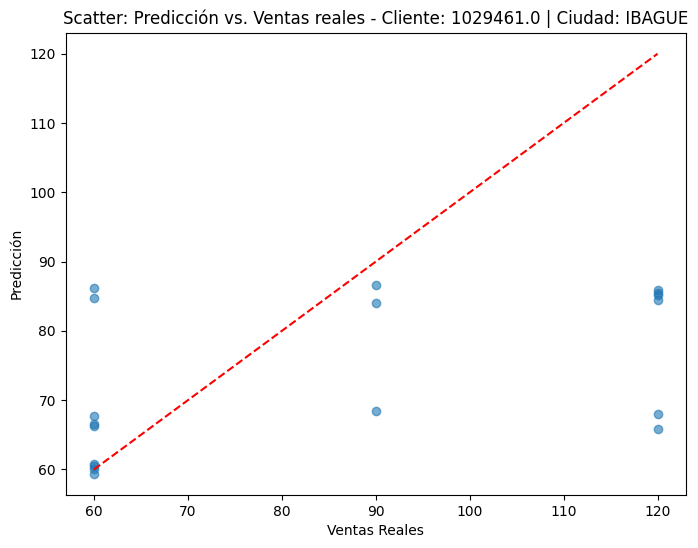 Scatter: Predicción vs. Ventas reales - Cliente: 1029461.0 | Ciudad: IBAGUE
120
110
100
90
80
70
60
Predicción
60 70 80 90 100 110 120
Ventas Reales